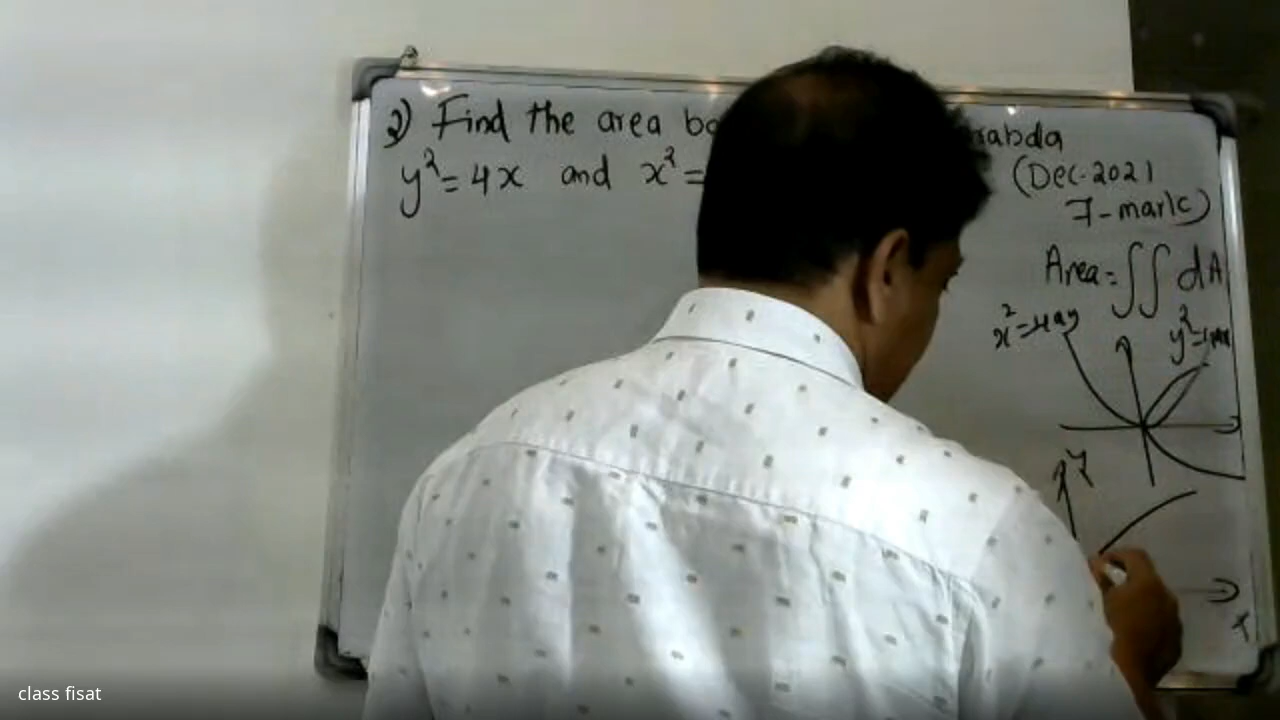 2) Find the area
y² = 4x and x² =
(Dec-2021
7-mark)
Area = ∫∫ dA
x² = 4ay
y² = 4ax
y
x
class fisat